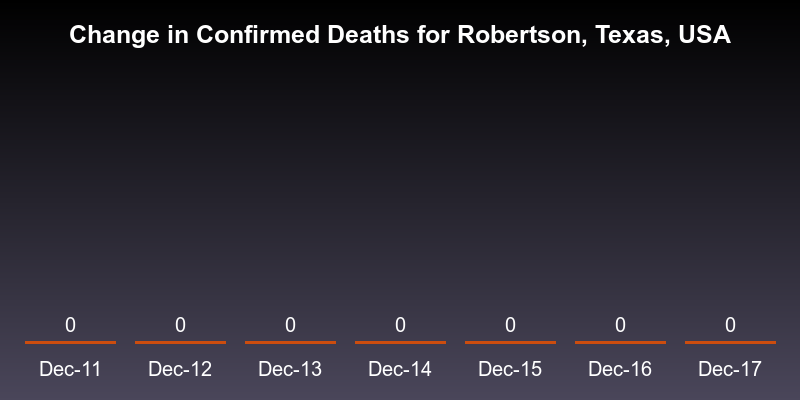 Change in Confirmed Deaths for Robertson, Texas, USA
0 0 0 0 0 0 0
Dec-11 Dec-12 Dec-13 Dec-14 Dec-15 Dec-16 Dec-17